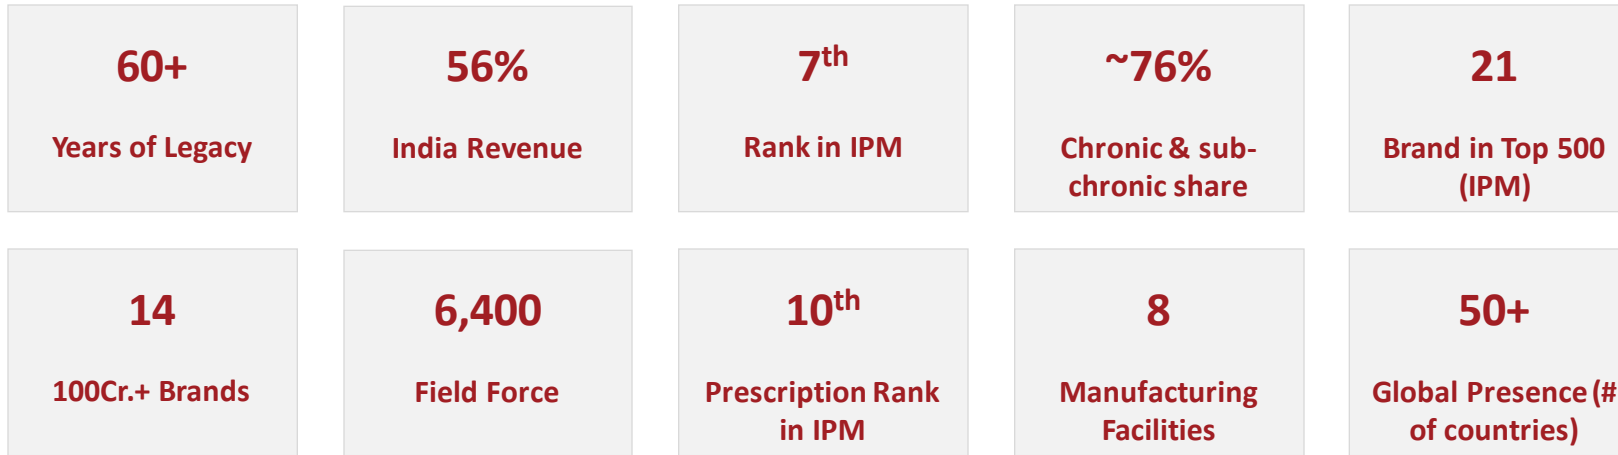 60+
Years of Legacy
56%
India Revenue
7th
Rank in IPM
~76%
Chronic & sub-
chronic share
21
Brand in Top 500
(IPM)
14
100Cr.+ Brands
6,400
Field Force
10th
Prescription Rank
in IPM
8
Manufacturing
Facilities
50+
Global Presence (#
of countries)